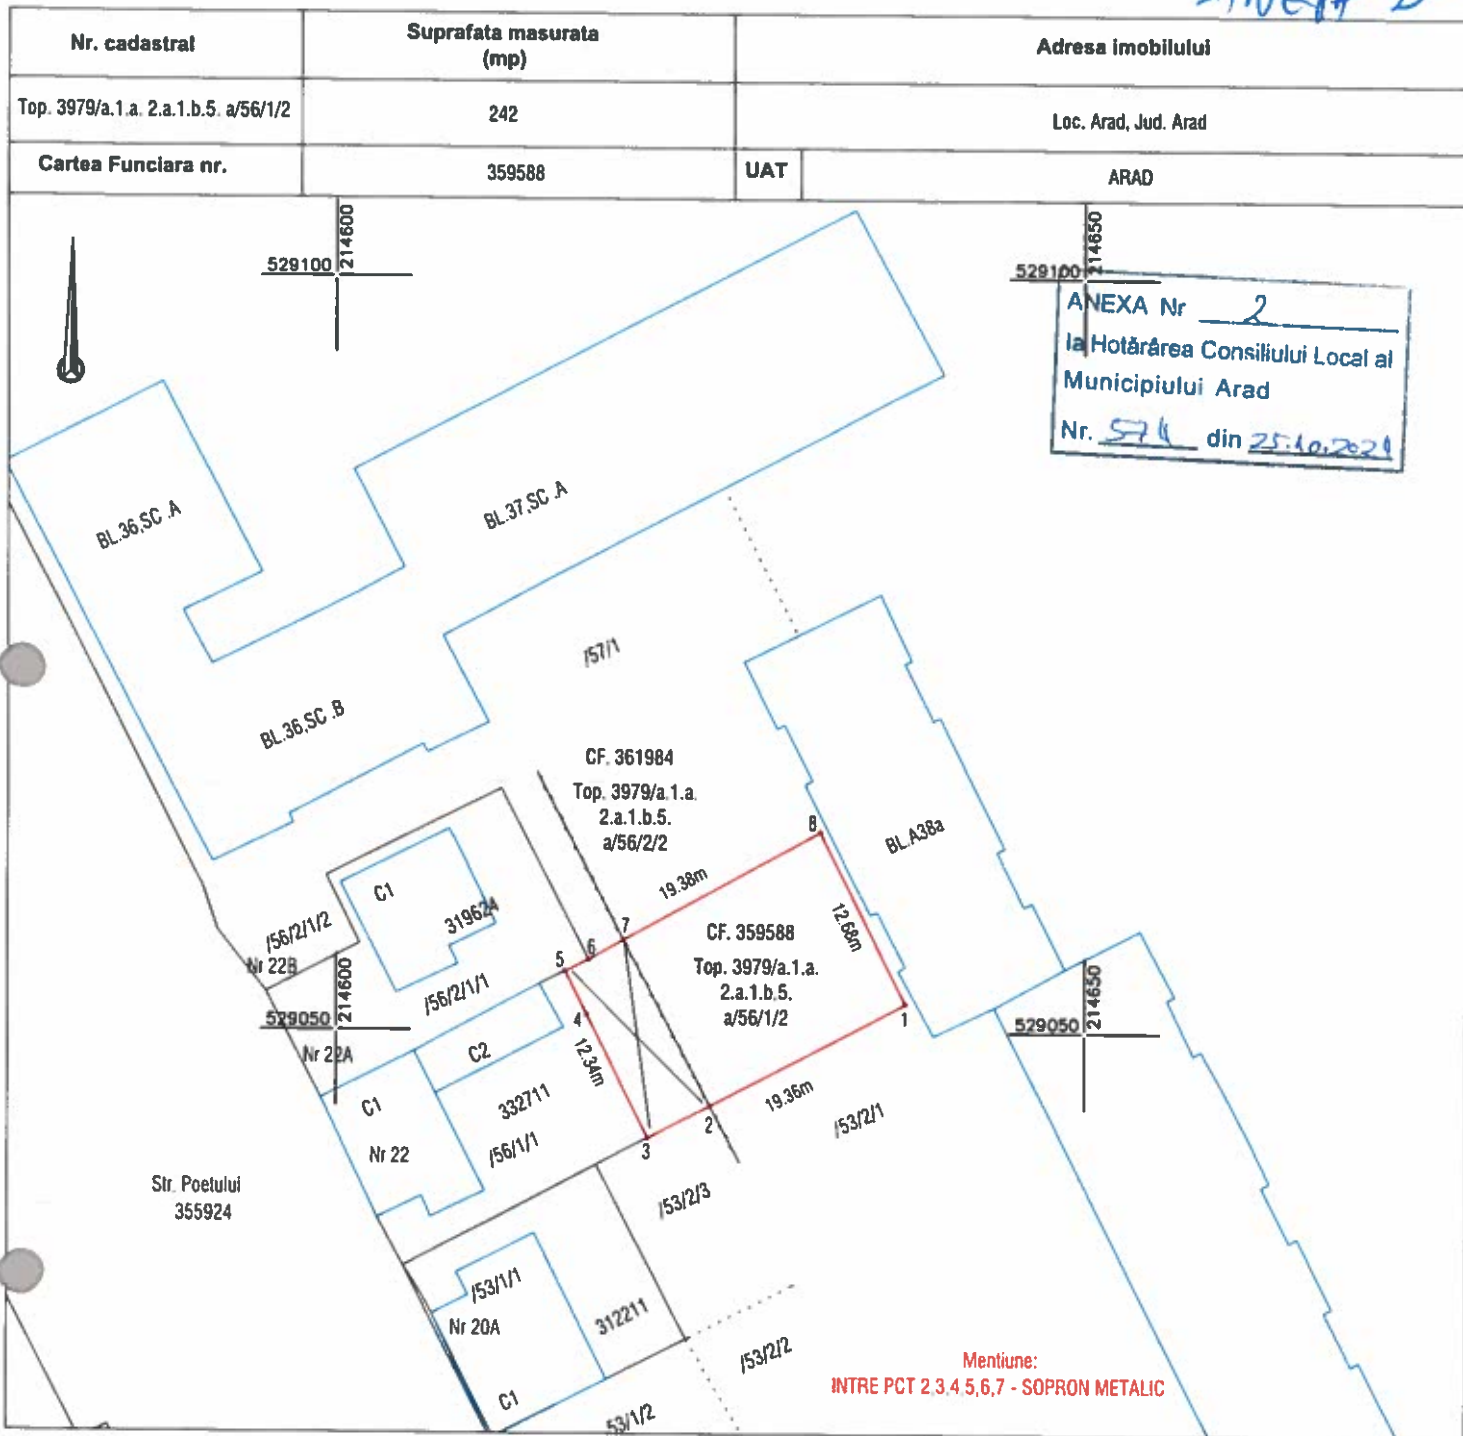 ANEXA 2
Nr. cadastral
Suprafata masurata
(mp)
Adresa imobilului
Top. 3979/a.1.a. 2.a.1.b.5. a/56/1/2
242
Loc. Arad, Jud. Arad
Cartea Funciara nr.
359588
UAT
ARAD
529100
214600
529100
214650
ANEXA Nr 2
la Hotărârea Consiliului Local al
Municipiului Arad
Nr. din 25.10.2021
BL.36,SC .A
BL.37,SC .A
/57/1
BL.36,SC .B
CF. 361984
Top. 3979/a.1.a.
2.a.1.b.5.
a/56/2/2
8
BL.A38a
19.38m
C1
319624
/56/2/1/2
12.68m
7
CF. 359588
Top. 3979/a.1.a.
2.a.1.b.5.
a/56/1/2
6
5
Nr 22B
/56/2/1/1
529050
214600
4
1
529050
214650
Nr 22A
C2
12.34m
C1
332711
19.36m
2
/53/2/1
Nr 22
/56/1/1
3
Str. Poetului
355924
/53/2/3
/53/1/1
312211
Nr 20A
/53/2/2
Mentiune:
INTRE PCT 2,3,4,5,6,7 - SOPRON METALIC
C1
53/1/2